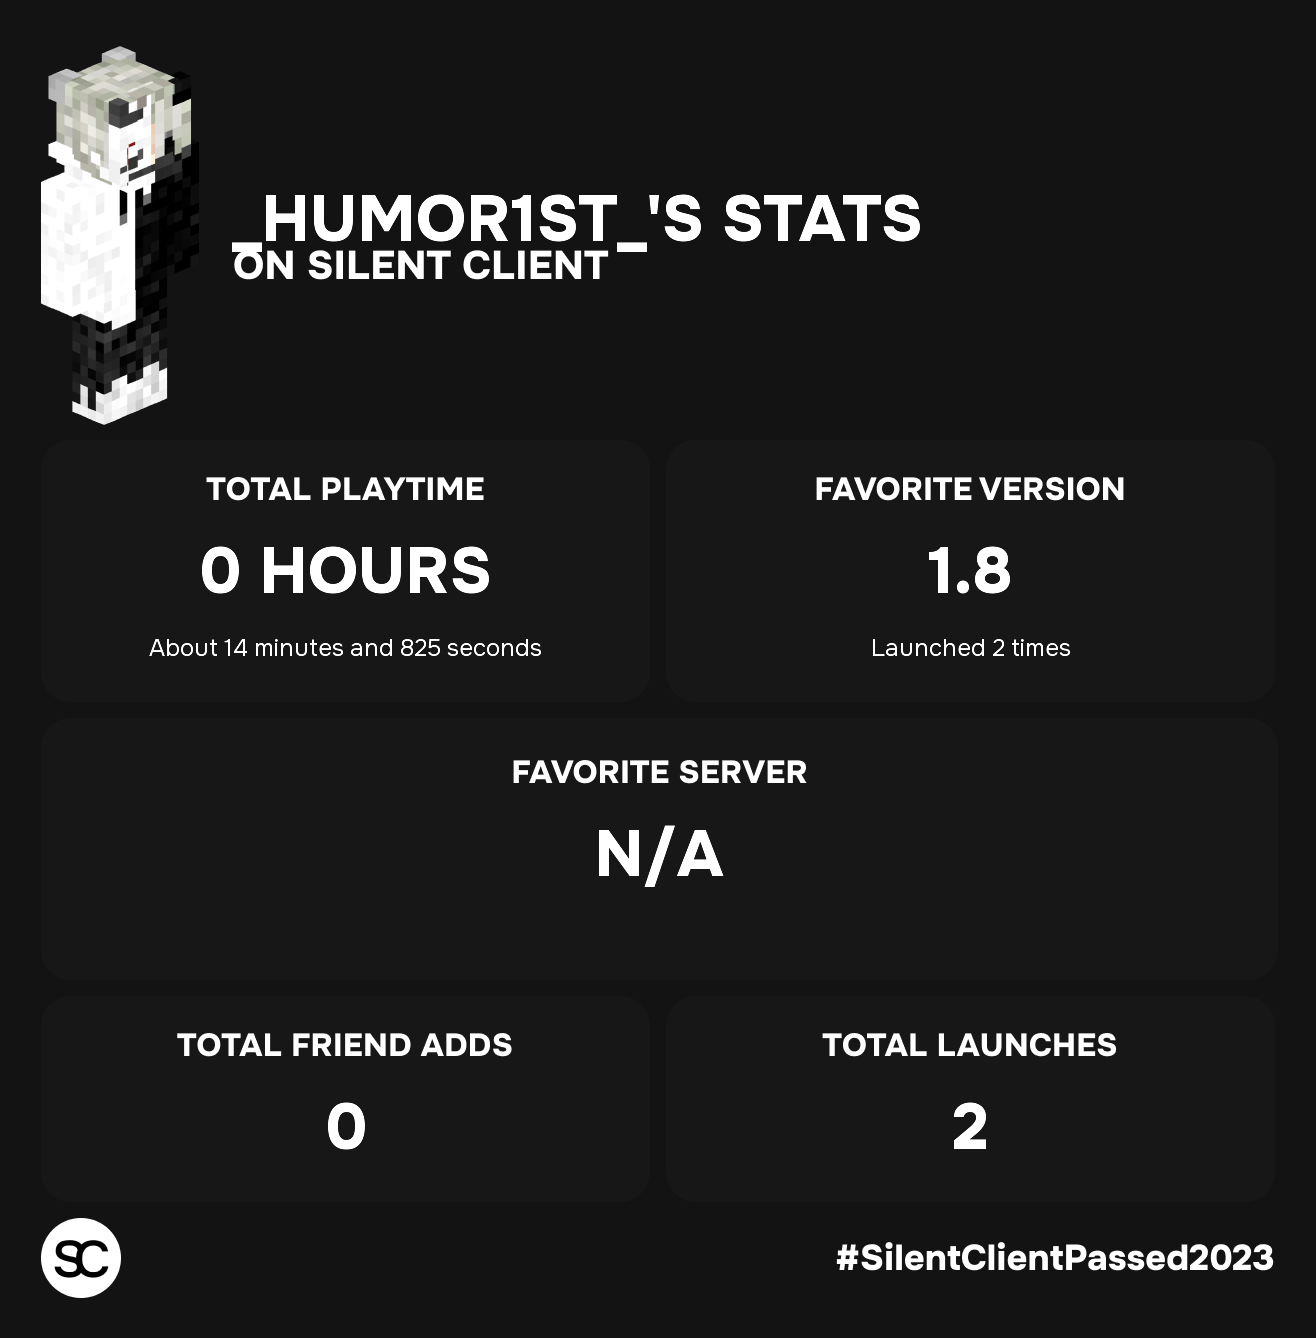 _HUMOR1ST_'S STATS
ON SILENT CLIENT
TOTAL PLAYTIME
0 HOURS
About 14 minutes and 825 seconds
FAVORITE VERSION
1.8
Launched 2 times
FAVORITE SERVER
N/A
TOTAL FRIEND ADDS
0
TOTAL LAUNCHES
2
SC
#SilentClientPassed2023